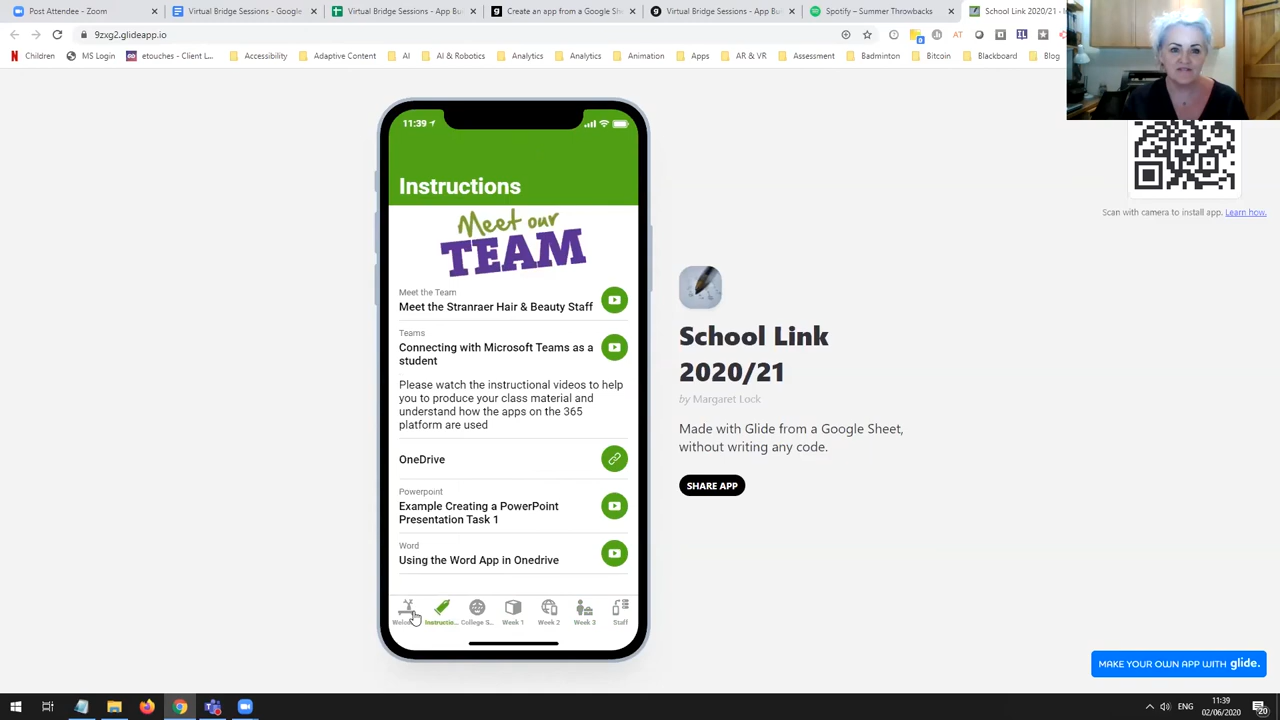 Post Attendee - Zoom
Virtual Bridge Sessions - Google
Virtual Bridge Sessions - App Bu
Create an app from a Google She
Virtual Bridge Sessions - App Bui
Spotify – Summer Throwbacks
School Link 2020/21 -
9zxg2.glideapp.io
Children
MS Login
etouches - Client L...
Accessibility
Adaptive Content
AI
AI & Robotics
Analytics
Analytics
Animation
Apps
AR & VR
Assessment
Badminton
Bitcoin
Blackboard
Blog
11:39
Instructions
Meet our
TEAM
Meet the Team
Meet the Stranraer Hair & Beauty Staff
Teams
Connecting with Microsoft Teams as a
student
Please watch the instructional videos to help
you to produce your class material and
understand how the apps on the 365
platform are used
OneDrive
Powerpoint
Example Creating a PowerPoint
Presentation Task 1
Word
Using the Word App in Onedrive
Instructio...
College S...
Week 1
Week 2
Week 3
Staff
School Link
2020/21
by Margaret Lock
Made with Glide from a Google Sheet,
without writing any code.
SHARE APP
Scan with camera to install app. Learn how.
MAKE YOUR OWN APP WITH glide.
ENG
11:39
02/06/2020
20